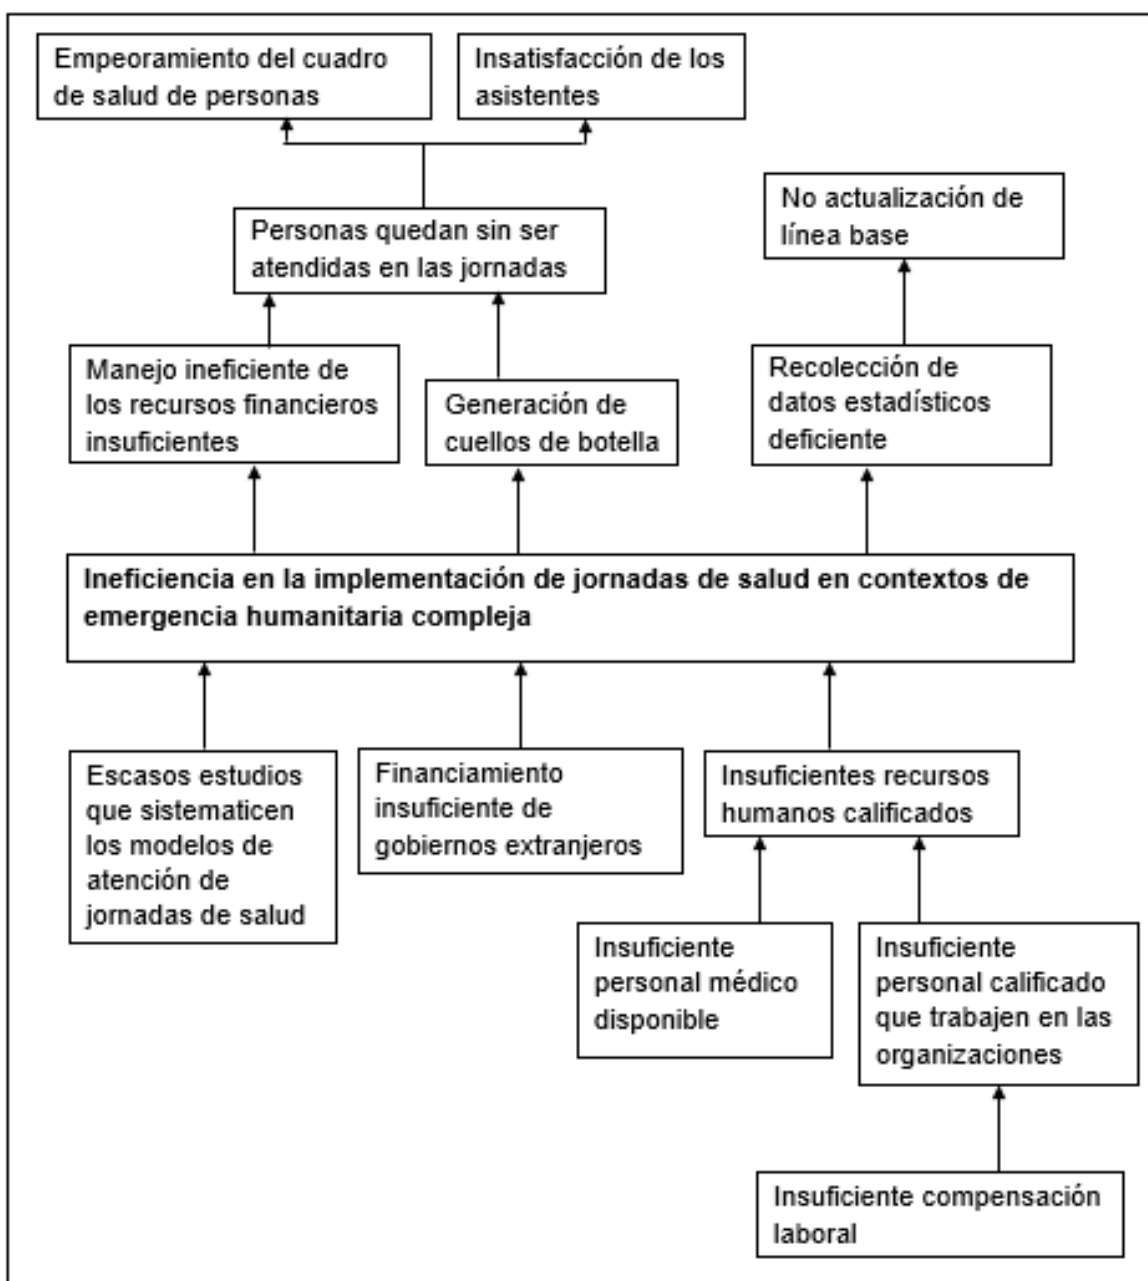 Empeoramiento del cuadro
de salud de personas
Insatisfacción de los
asistentes
No actualización de
línea base
Personas quedan sin ser
atendidas en las jornadas
Manejo ineficiente de
los recursos financieros
insuficientes
Generación de
cuellos de botella
Recolección de
datos estadísticos
deficiente
Ineficiencia en la implementación de jornadas de salud en contextos de
emergencia humanitaria compleja
Escasos estudios
que sistematicen
los modelos de
atención de
jornadas de salud
Financiamiento
insuficiente de
gobiernos extranjeros
Insuficientes recursos
humanos calificados
Insuficiente
personal médico
disponible
Insuficiente
personal calificado
que trabajen en las
organizaciones
Insuficiente compensación
laboral